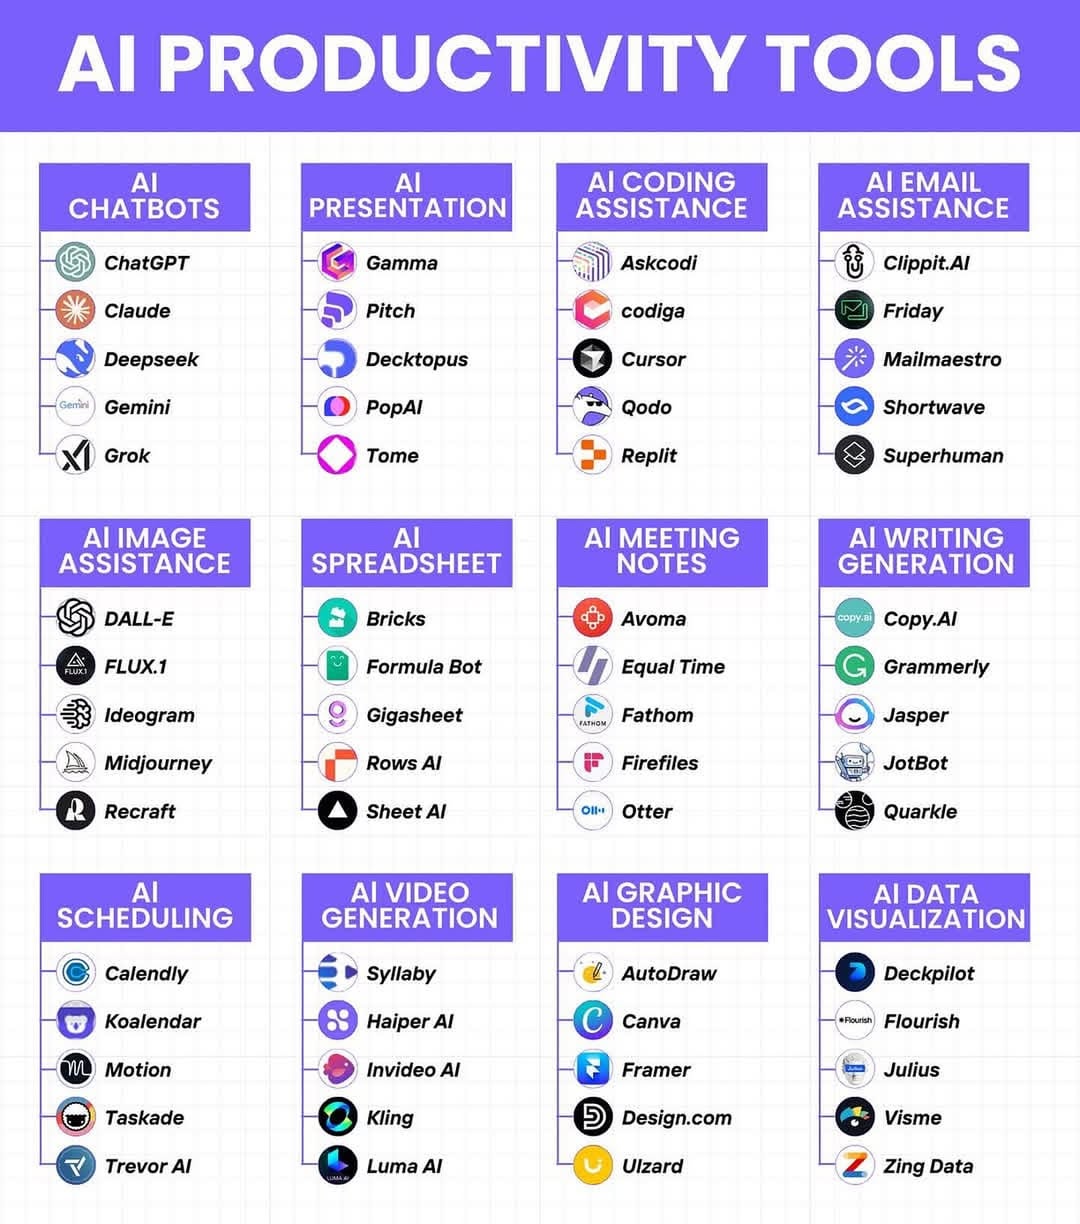 AI PRODUCTIVITY TOOLS
AI
CHATBOTS
ChatGPT
Claude
Deepseek
Gemini
Gemini
Grok
AI
PRESENTATION
Gamma
Pitch
Decktopus
PopAI
Tome
AI CODING
ASSISTANCE
Askcodi
codiga
Cursor
Qodo
Replit
AI EMAIL
ASSISTANCE
Clippit.AI
Friday
Mailmaestro
Shortwave
Superhuman
AI IMAGE
ASSISTANCE
DALL-E
FLUX.1
FLUX.1
Ideogram
Midjourney
Recraft
AI
SPREADSHEET
Bricks
Formula Bot
Gigasheet
Rows AI
Sheet AI
AI MEETING
NOTES
Avoma
Equal Time
FATHOM
Fathom
Firefiles
Otter
AI WRITING
GENERATION
copy.ai
Copy.AI
Grammerly
Jasper
JotBot
Quarkle
AI
SCHEDULING
Calendly
Koalendar
Motion
Taskade
Trevor AI
AI VIDEO
GENERATION
Syllaby
Haiper AI
Invideo AI
Kling
LUMA AI
Luma AI
AI GRAPHIC
DESIGN
AutoDraw
Canva
Framer
Design.com
UIzard
AI DATA
VISUALIZATION
Deckpilot
Flourish
Flourish
Julius
Visme
Zing Data